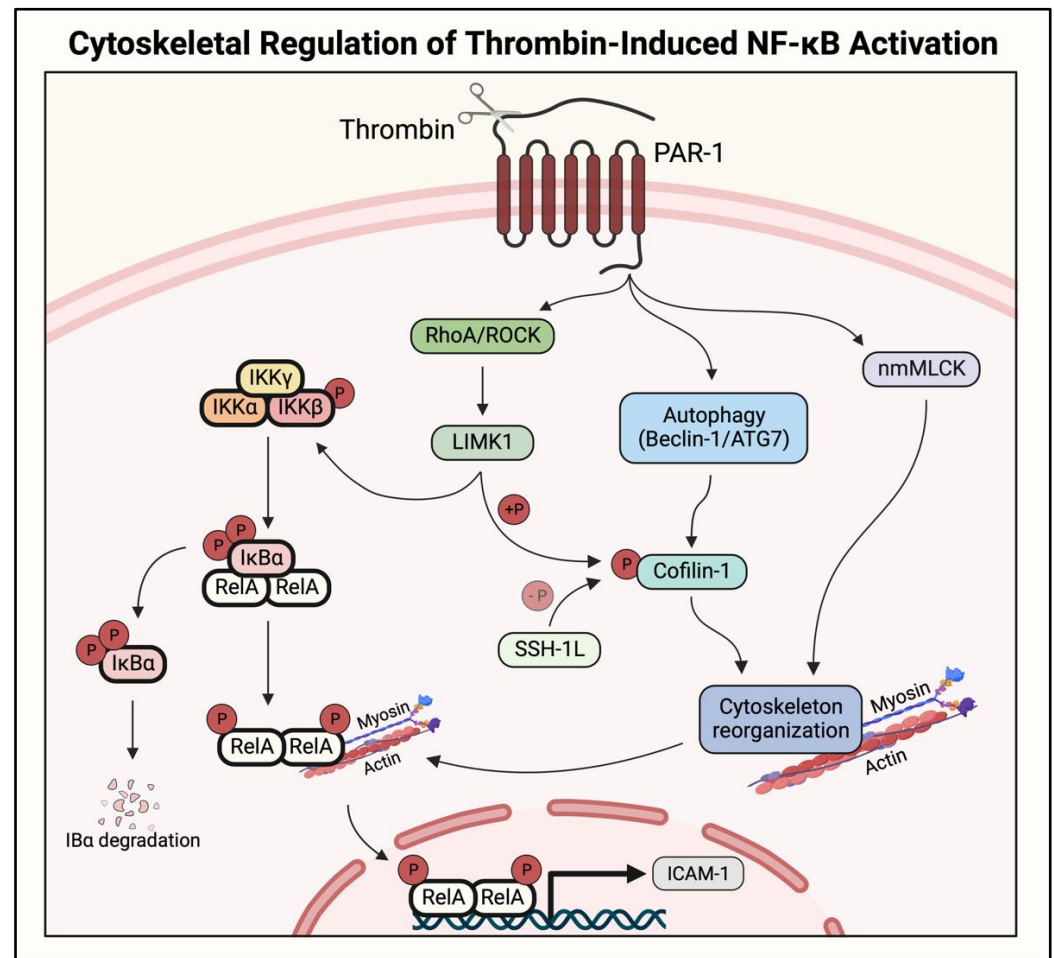 Cytoskeletal Regulation of Thrombin-Induced NF-κB Activation
Thrombin
PAR-1
RhoA/ROCK
nmMLCK
IKKγ
IKKα
IKKβ
P
LIMK1
Autophagy
(Beclin-1/ATG7)
+P
P
P
IκBα
RelA
RelA
P
Cofilin-1
- P
SSH-1L
P
P
IκBα
P
P
RelA
RelA
Myosin
Actin
Cytoskeleton
reorganization
Myosin
Actin
IBα degradation
P
P
RelA
RelA
ICAM-1